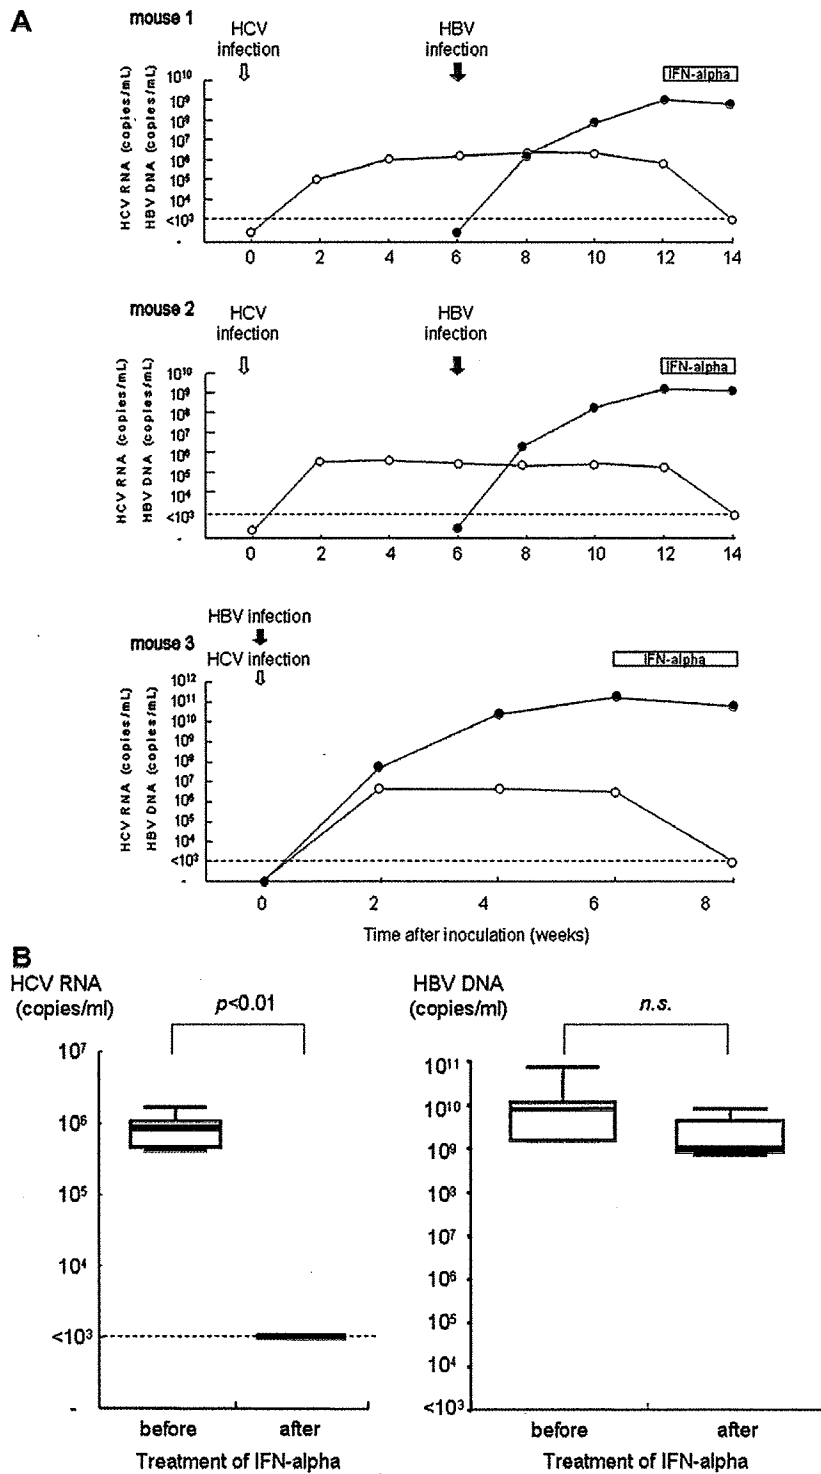 A
mouse 1
HCV
infection
HBV
infection
IFN-alpha
HCV RNA (copies/mL)
HBV DNA (copies/mL)
10¹⁰
10⁹
10⁸
10⁷
10⁶
10⁵
10⁴
<10³
-
0 2 4 6 8 10 12 14
mouse 2
HCV
infection
HBV
infection
IFN-alpha
HCV RNA (copies/mL)
HBV DNA (copies/mL)
10¹⁰
10⁹
10⁸
10⁷
10⁶
10⁵
10⁴
<10³
-
0 2 4 6 8 10 12 14
HBV infection
mouse 3
HCV infection
IFN-alpha
HCV RNA (copies/mL)
HBV DNA (copies/mL)
10¹²
10¹¹
10¹⁰
10⁹
10⁸
10⁷
10⁶
10⁵
10⁴
<10³
-
0 2 4 6 8
Time after inoculation (weeks)
B
HCV RNA
(copies/ml)
p<0.01
10⁷
10⁶
10⁵
10⁴
<10³
-
before after
Treatment of IFN-alpha
HBV DNA
(copies/ml)
n.s.
10¹¹
10¹⁰
10⁹
10³
10⁷
10⁶
10⁵
10⁴
<10³
before after
Treatment of IFN-alpha